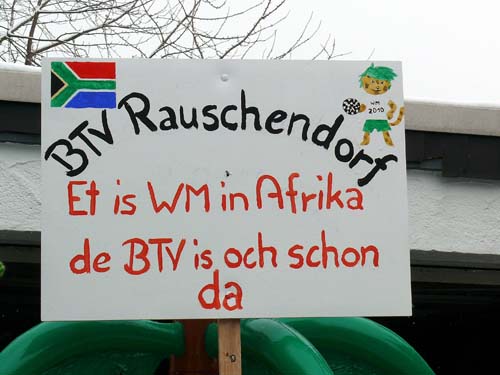 BTV Rauschendorf
WM
2010
Et is WM in Afrika
de BTV is och schon
da